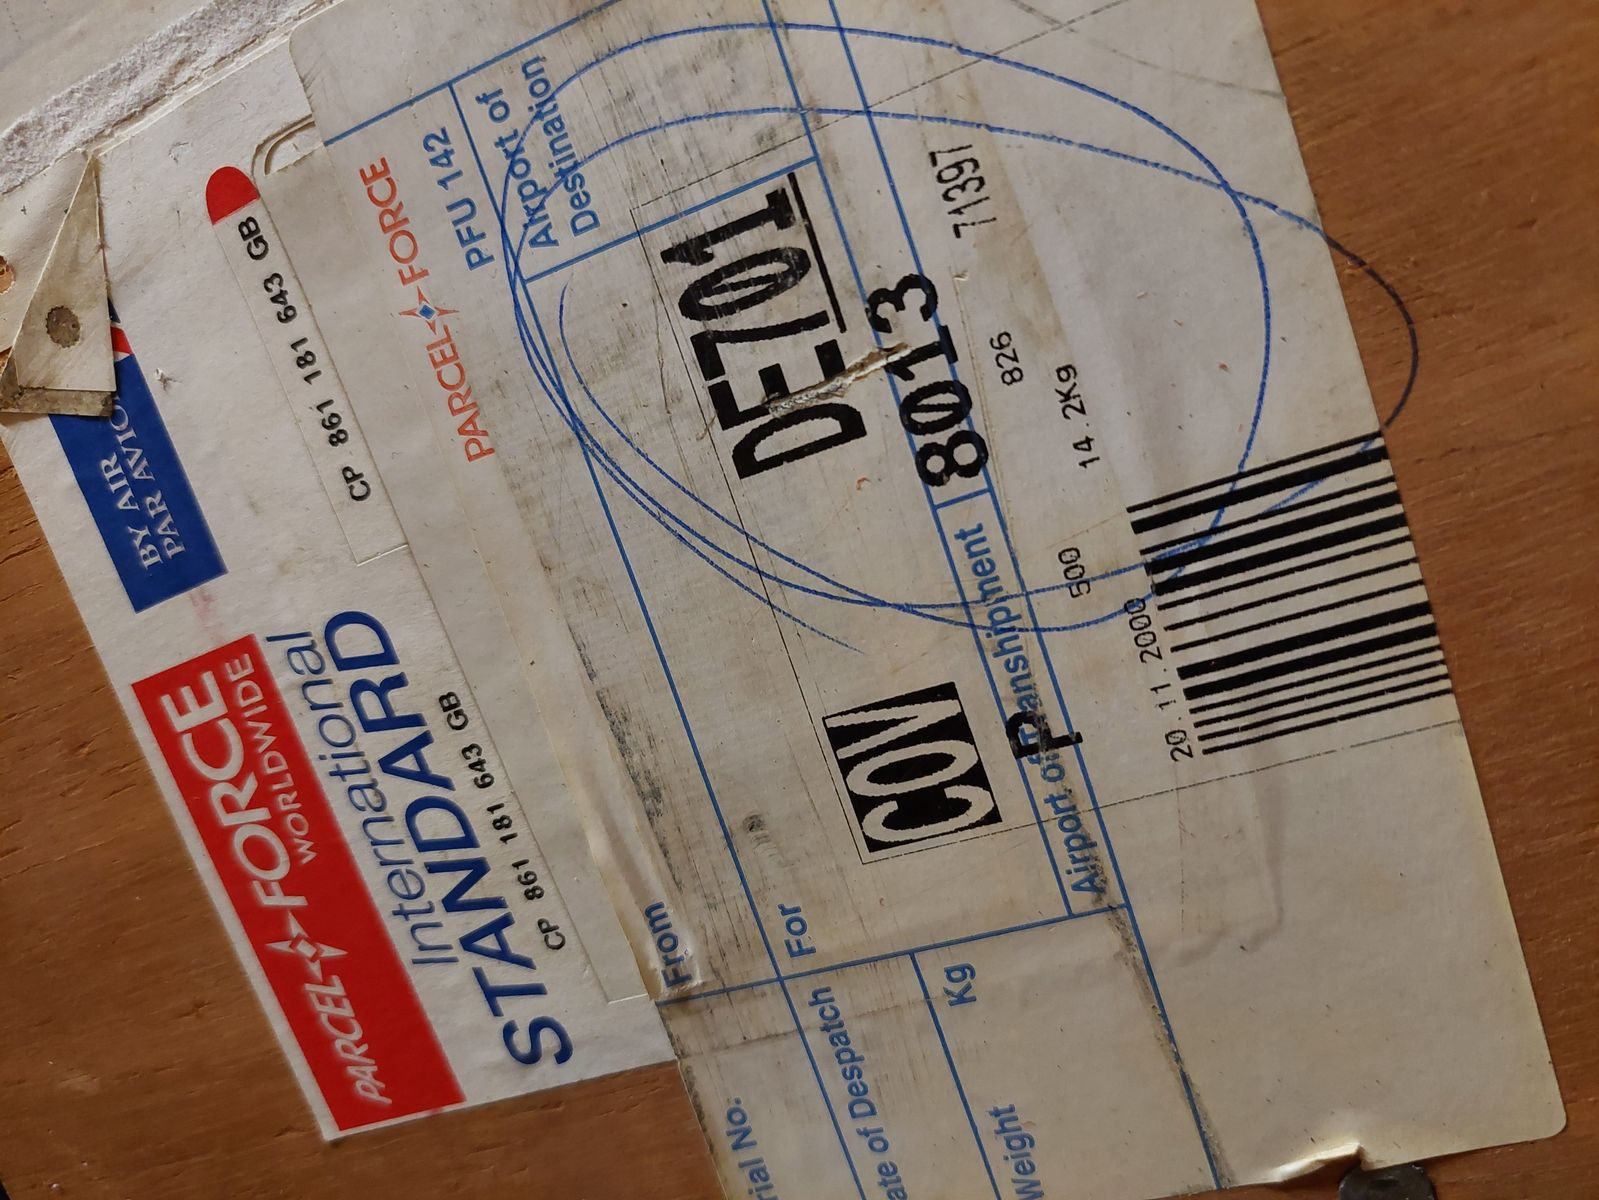 BY AIR
PAR AVION
PARCEL FORCE
WORLDWIDE
International
STANDARD
CP 861 181 643 GB
CP 861 181 643 GB
PARCEL FORCE
PFU 142
Airport of
Destination
From
For
DE701
8013
71397
COV
P
Airport of Transhipment
826
500 14.2Kg
20.11.2000
Date of Despatch
Kg
Weight
No.